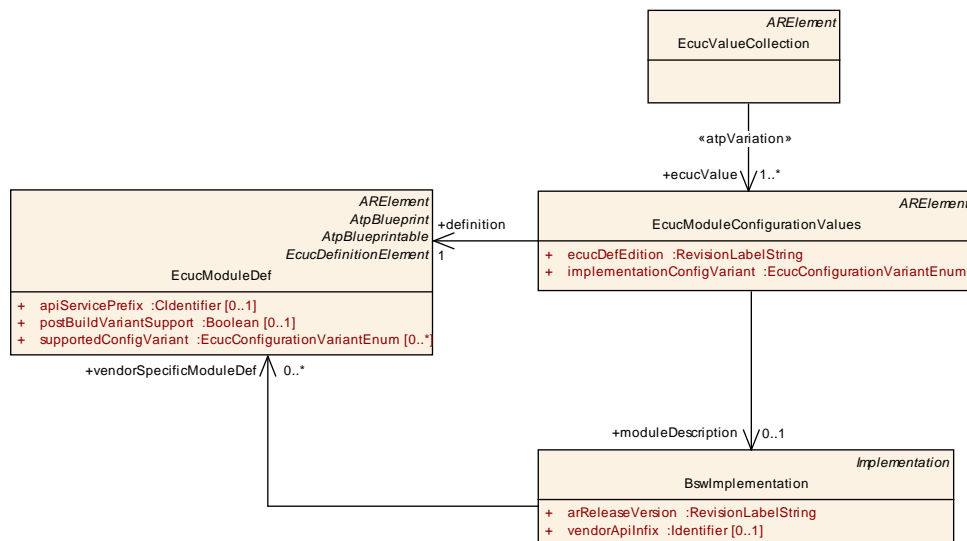 ARElement
EcucValueCollection
«atpVariation»
+ecucValue 1..*
ARElement
EcucModuleConfigurationValues
+ ecucDefEdition :RevisionLabelString
+ implementationConfigVariant :EcucConfigurationVariantEnum
+definition
1
ARElement
AtpBlueprint
AtpBlueprintable
EcucDefinitionElement
EcucModuleDef
+ apiServicePrefix :CIdentifier [0..1]
+ postBuildVariantSupport :Boolean [0..1]
+ supportedConfigVariant :EcucConfigurationVariantEnum [0..*]
+vendorSpecificModuleDef 0..*
+moduleDescription 0..1
Implementation
BswImplementation
+ arReleaseVersion :RevisionLabelString
+ vendorApiInfix :Identifier [0..1]